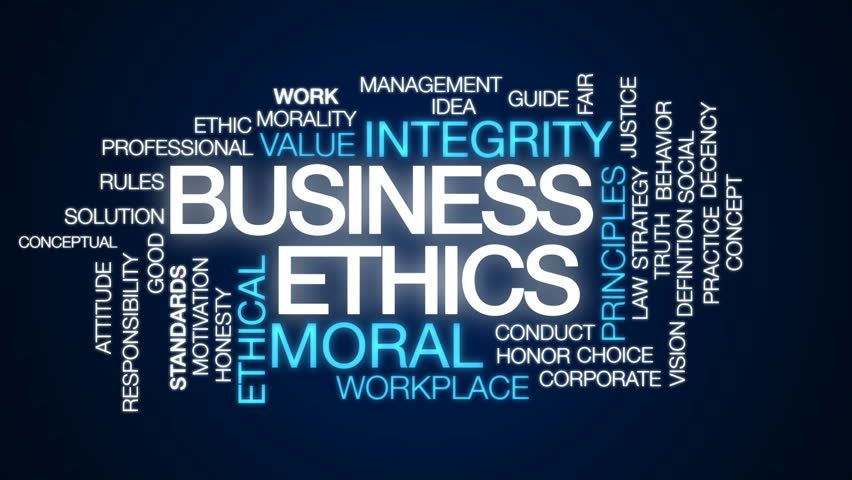 MANAGEMENT
WORK
IDEA
GUIDE
FAIR
JUSTICE
ETHIC
MORALITY
PROFESSIONAL
VALUE
INTEGRITY
BEHAVIOR
SOCIAL
DECENCY
RULES
BUSINESS
PRINCIPLES
LAW
STRATEGY
TRUTH
DEFINITION
PRACTICE
CONCEPT
SOLUTION
CONCEPTUAL
GOOD
ETHICS
ATTITUDE
RESPONSIBILITY
STANDARDS
MOTIVATION
HONESTY
ETHICAL
MORAL
CONDUCT
HONOR
CHOICE
VISION
WORKPLACE
CORPORATE